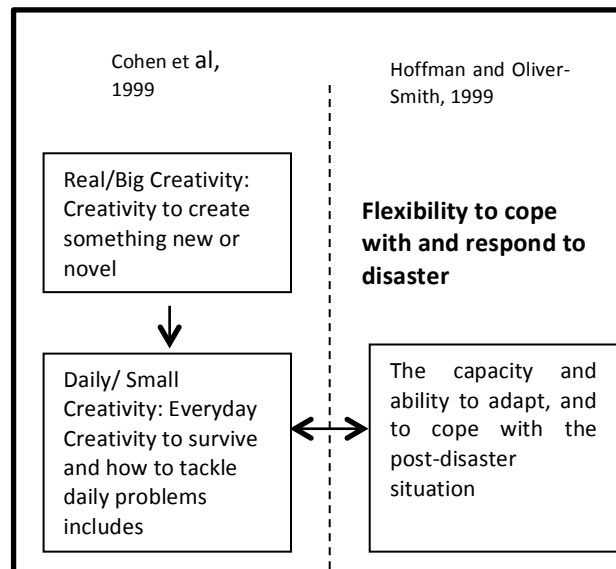 Cohen et al,
1999
Real/Big Creativity:
Creativity to create
something new or
novel
Daily/ Small
Creativity: Everyday
Creativity to survive
and how to tackle
daily problems
includes
Hoffman and Oliver-
Smith, 1999
Flexibility to cope
with and respond to
disaster
The capacity and
ability to adapt, and
to cope with the
post-disaster
situation